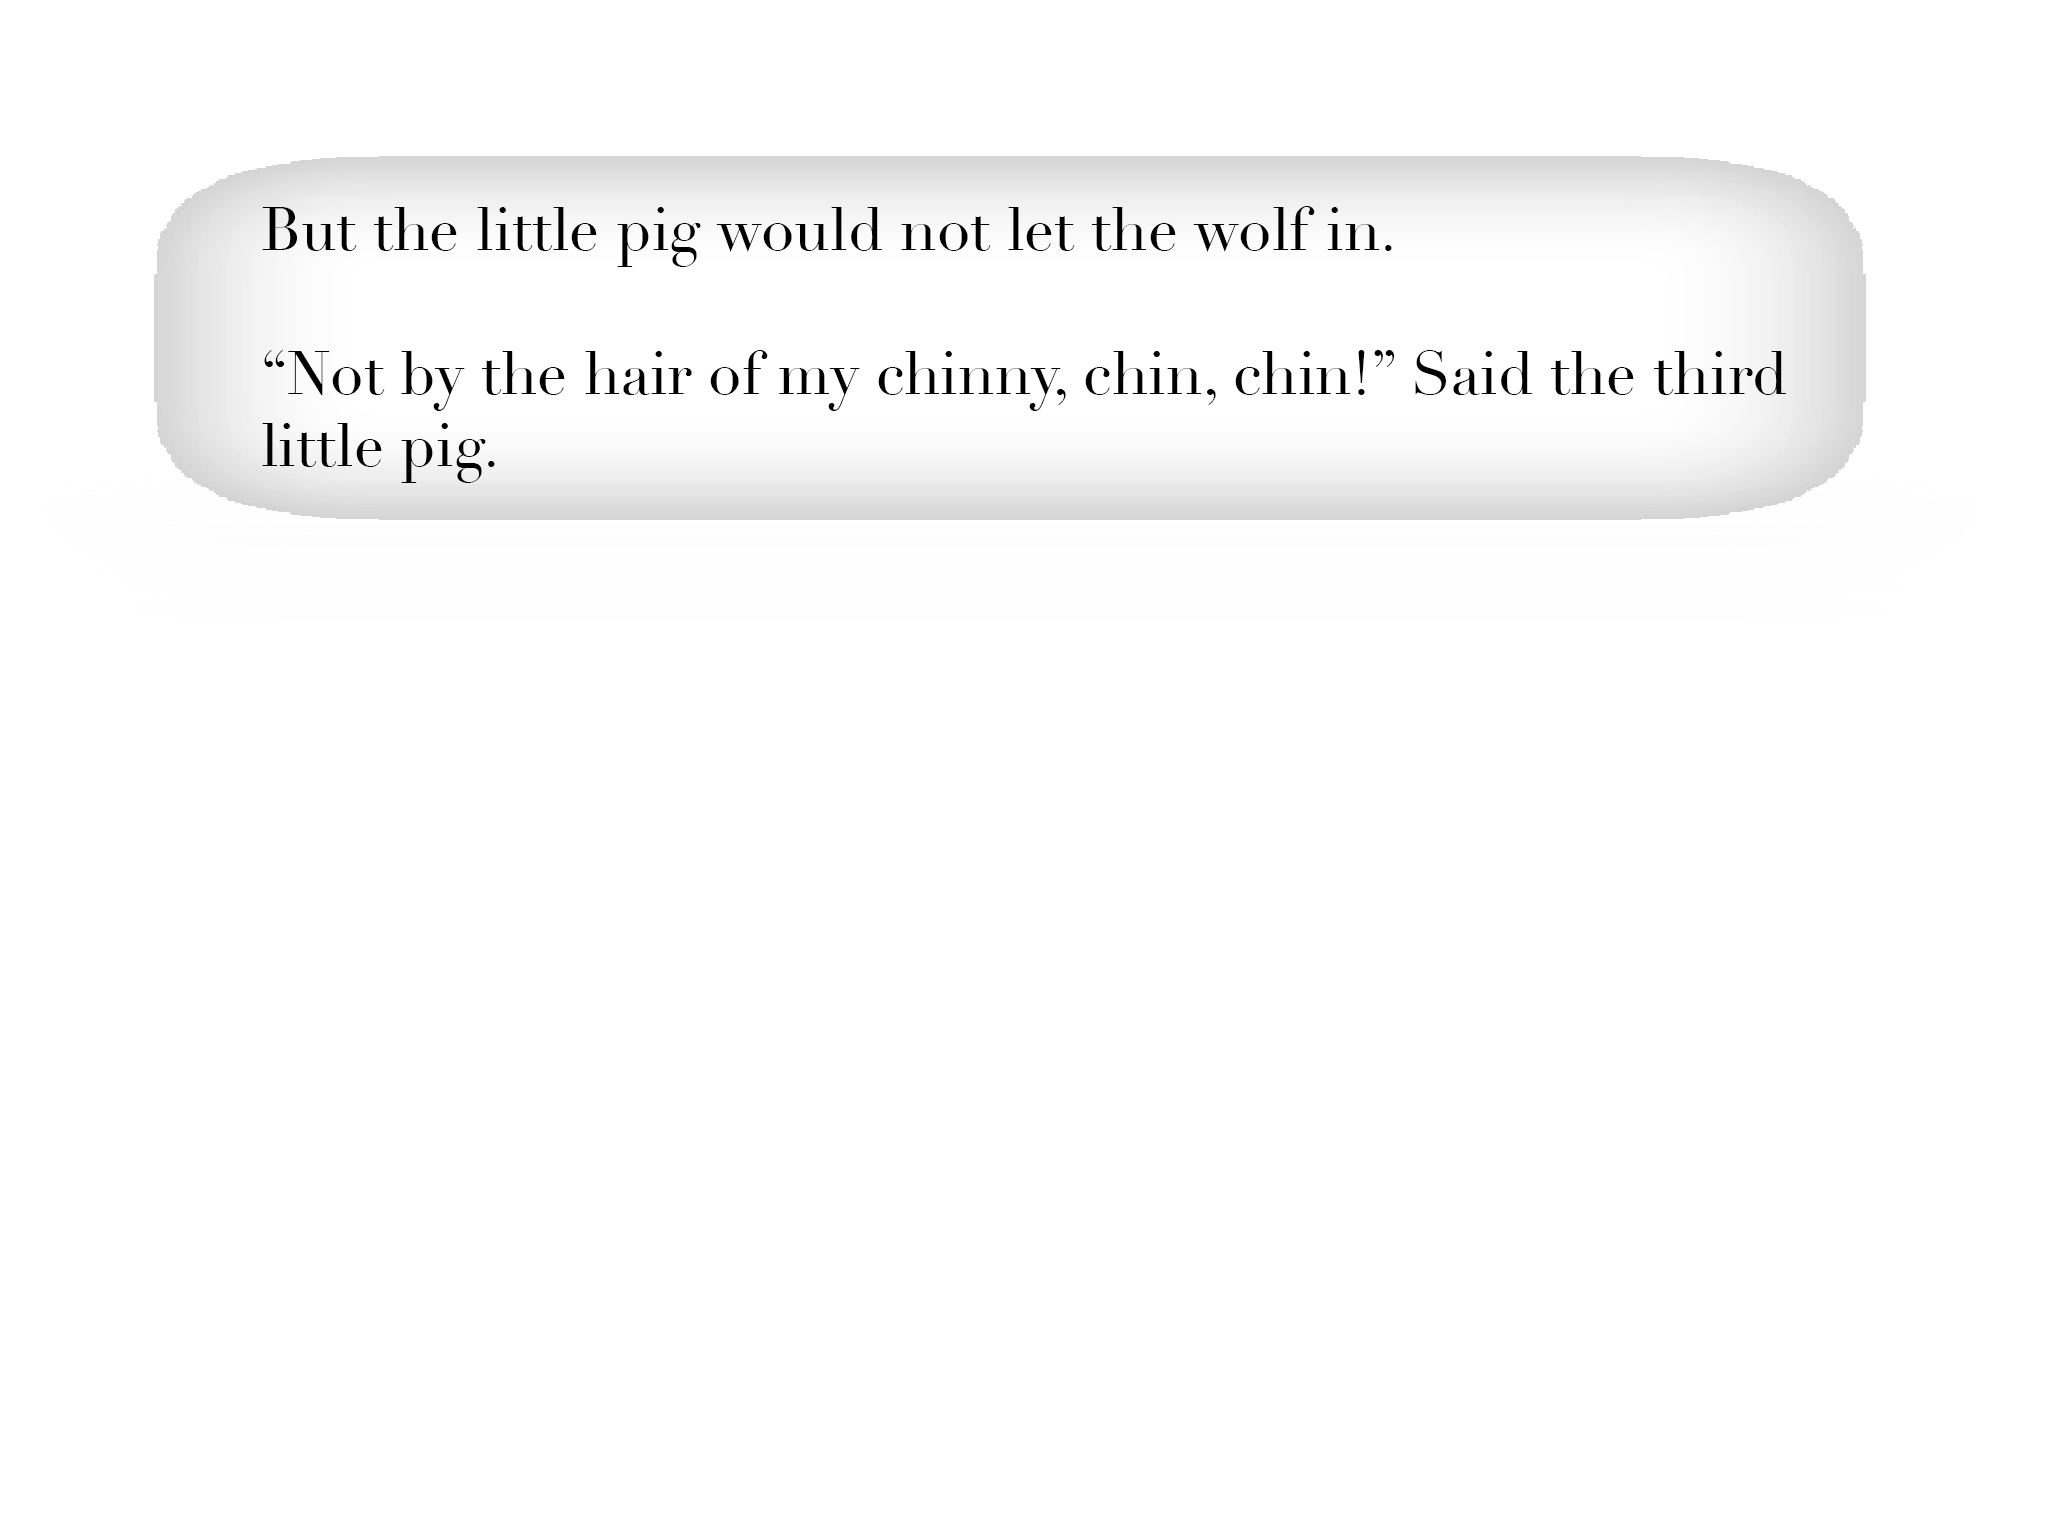 But the little pig would not let the wolf in.
“Not by the hair of my chinny, chin, chin!” Said the third
little pig.